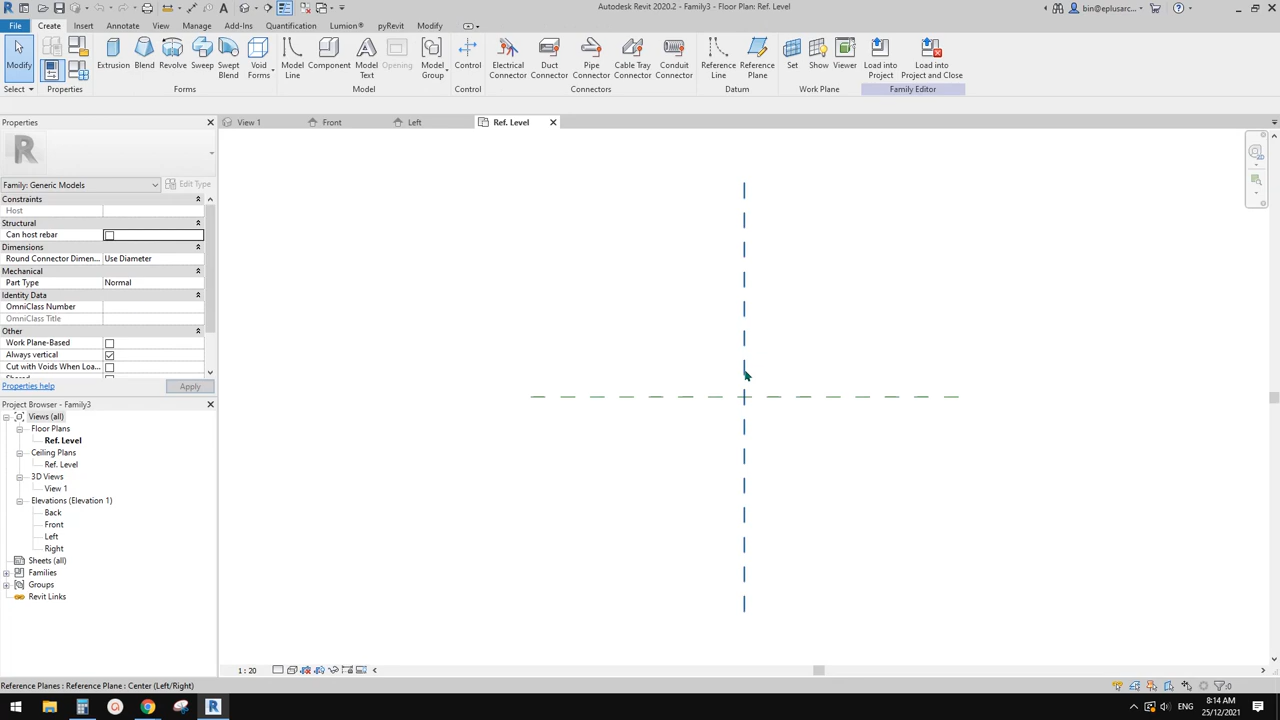 Autodesk Revit 2020.2 - Family3 - Floor Plan: Ref. Level
bin@eplusarc...
File Create Insert Annotate View Manage Add-Ins Quantification Lumion® pyRevit Modify
Modify
Extrusion Blend Revolve Sweep Swept Blend Void Forms
Model Line Component Model Text Opening Model Group
Control
Electrical Connector Duct Connector Pipe Connector Cable Tray Connector Conduit Connector
Reference Line Reference Plane
Set Show Viewer
Load into Project Load into Project and Close
Select Properties Forms Model Control Connectors Datum Work Plane Family Editor
Properties
View 1 Front Left Ref. Level
Family: Generic Models Edit Type
Constraints
Host
Structural
Can host rebar
Dimensions
Round Connector Dimen... Use Diameter
Mechanical
Part Type Normal
Identity Data
OmniClass Number
OmniClass Title
Other
Work Plane-Based
Always vertical
Cut with Voids When Loa...
Properties help Apply
Project Browser - Family3
Views (all)
Floor Plans
Ref. Level
Ceiling Plans
Ref. Level
3D Views
View 1
Elevations (Elevation 1)
Back
Front
Left
Right
Sheets (all)
Families
Groups
Revit Links
1 : 20
Reference Planes : Reference Plane : Center (Left/Right)
:0
ENG
8:14 AM
25/12/2021